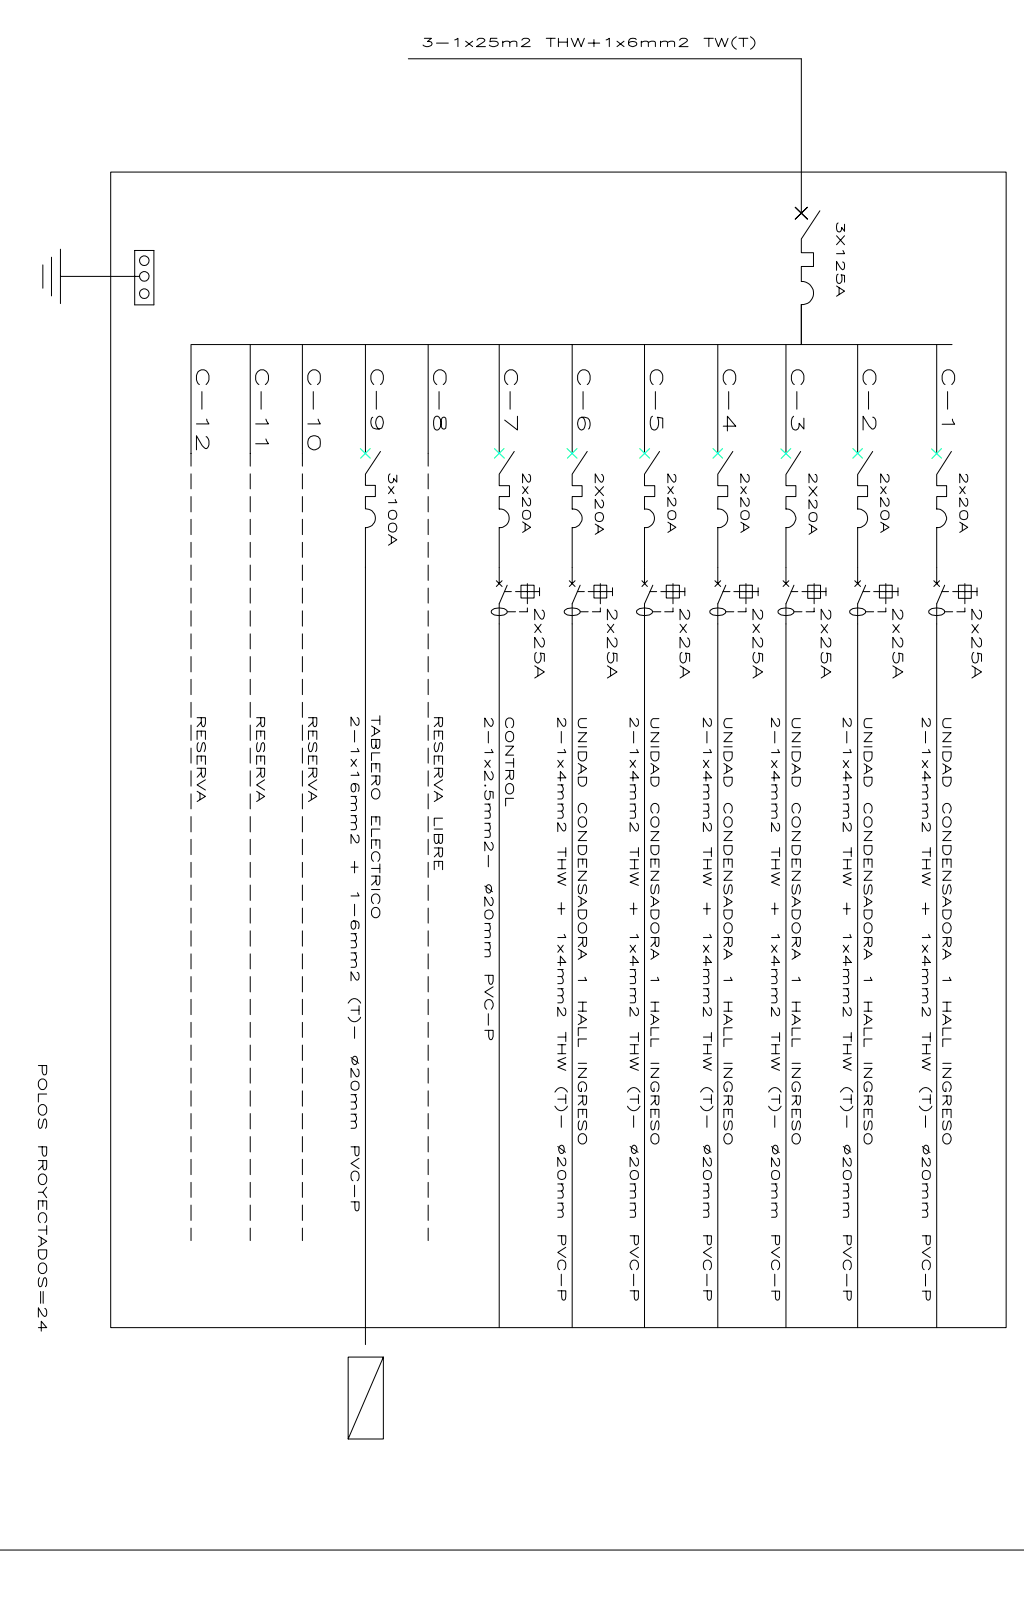 3-1x25m2 THW+1x6mm2 TW(T)
3X125A
C-1
2x20A
2x25A
UNIDAD CONDENSADORA 1 HALL INGRESO
2-1x4mm2 THW + 1x4mm2 THW (T)- ø20mm PVC-P
C-2
2x20A
2x25A
UNIDAD CONDENSADORA 1 HALL INGRESO
2-1x4mm2 THW + 1x4mm2 THW (T)- ø20mm PVC-P
C-3
2X20A
2x25A
UNIDAD CONDENSADORA 1 HALL INGRESO
2-1x4mm2 THW + 1x4mm2 THW (T)- ø20mm PVC-P
C-4
2x20A
2x25A
UNIDAD CONDENSADORA 1 HALL INGRESO
2-1x4mm2 THW + 1x4mm2 THW (T)- ø20mm PVC-P
C-5
2x20A
2x25A
UNIDAD CONDENSADORA 1 HALL INGRESO
2-1x4mm2 THW + 1x4mm2 THW (T)- ø20mm PVC-P
C-6
2X20A
2x25A
UNIDAD CONDENSADORA 1 HALL INGRESO
2-1x4mm2 THW + 1x4mm2 THW (T)- ø20mm PVC-P
C-7
2x20A
2x25A
CONTROL
2-1x2.5mm2- ø20mm PVC-P
C-8
RESERVA LIBRE
C-9
3x100A
TABLERO ELECTRICO
2-1x16mm2 + 1-6mm2 (T)- ø20mm PVC-P
C-10
RESERVA
C-11
RESERVA
C-12
RESERVA
POLOS PROYECTADOS=24